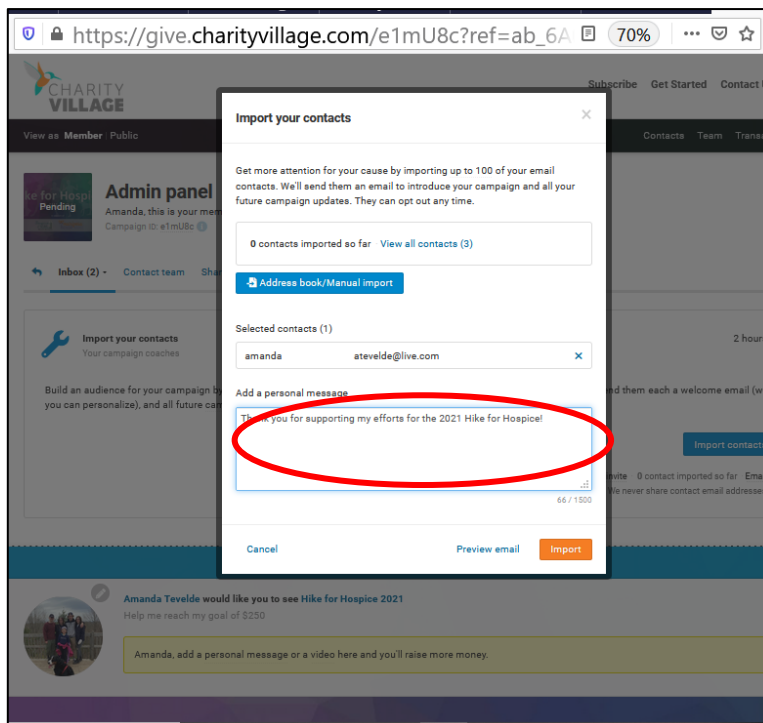 https://give.charityvillage.com/e1mU8c?ref=ab_6A 70%
CHARITY
VILLAGE
Subscribe Get Started Contact
View as Member Public
Contacts Team Trans
Import your contacts
Get more attention for your cause by importing up to 100 of your email
contacts. We'll send them an email to introduce your campaign and all your
future campaign updates. They can opt out any time.
0 contacts imported so far View all contacts (3)
Address book/Manual import
Selected contacts (1)
amanda atevelde@live.com
Add a personal message
Thank you for supporting my efforts for the 2021 Hike for Hospice!
66 / 1500
Cancel Preview email Import
ke for Hospi
Pending
Admin panel
Amanda, this is your mem
Campaign ID: e1mU8c
Inbox (2) - Contact team Shar
Import your contacts
Your campaign coaches
2 hour
Build an audience for your campaign by
you can personalize), and all future cam
nd them each a welcome email (w
Import contact
invite 0 contact imported so far Ema
We never share contact email addresse
Amanda Tevelde would like you to see Hike for Hospice 2021
Help me reach my goal of $250
Amanda, add a personal message or a video here and you'll raise more money.